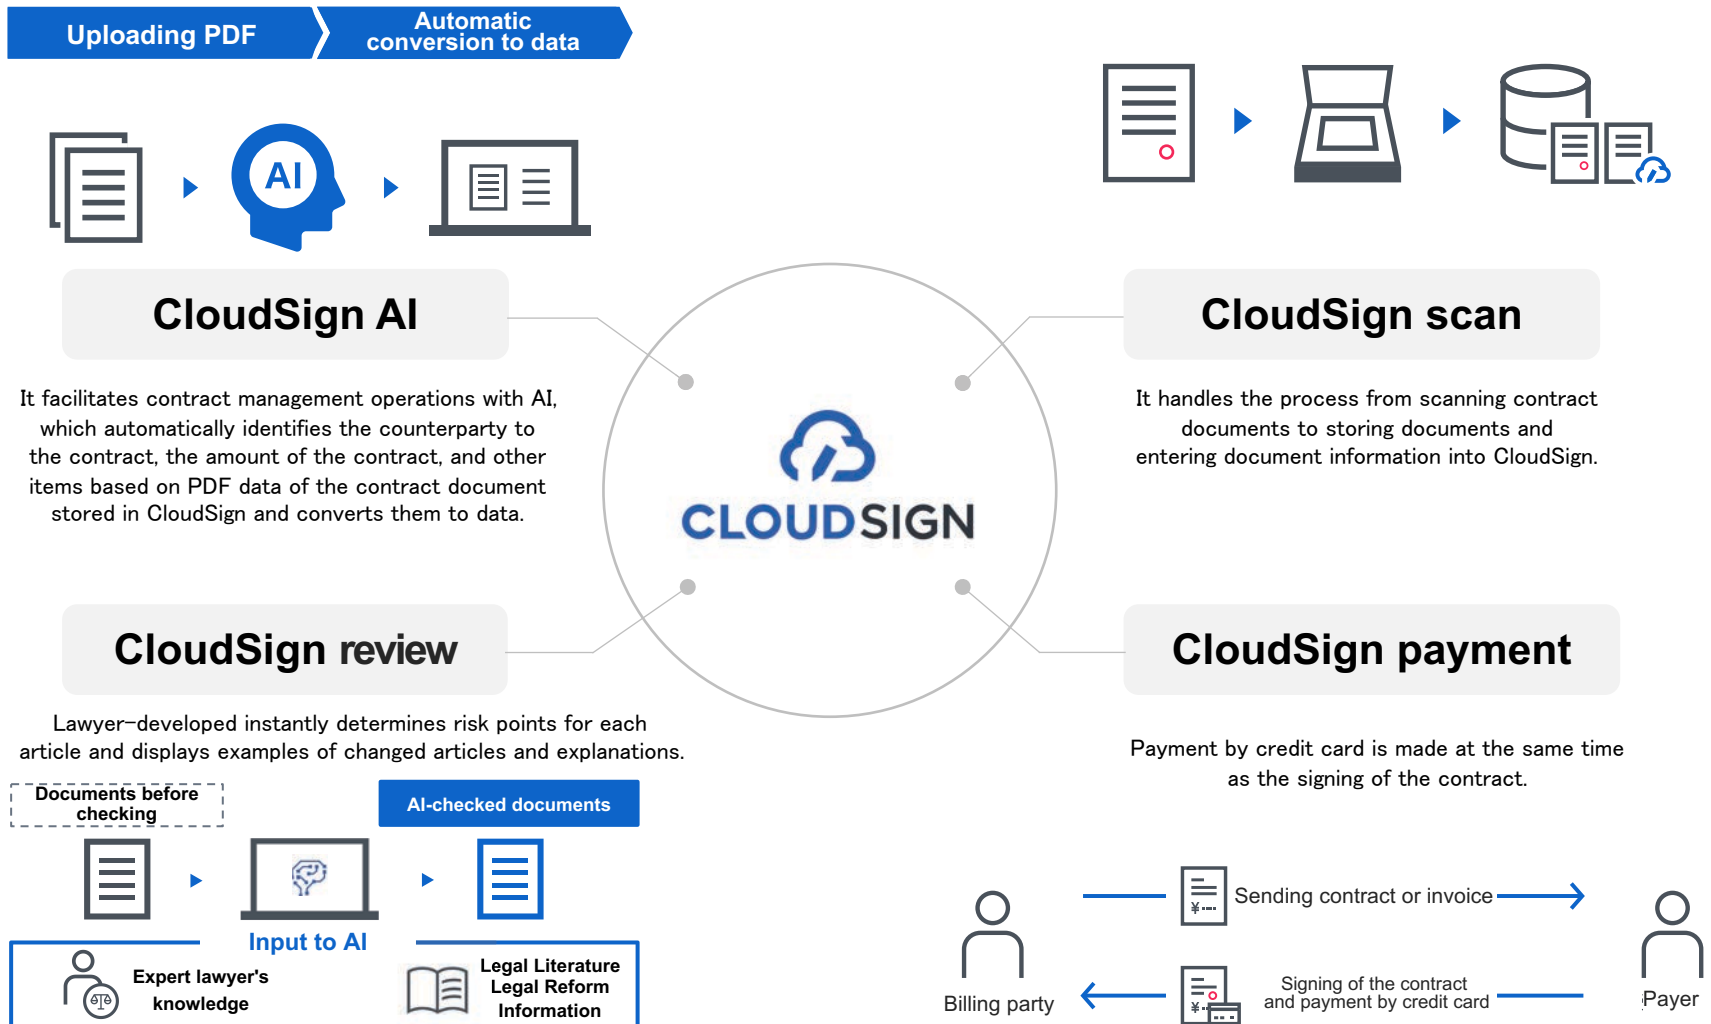 Uploading PDF
Automatic
conversion to data
AI
CloudSign AI
It facilitates contract management operations with AI,
which automatically identifies the counterparty to
the contract, the amount of the contract, and other
items based on PDF data of the contract document
stored in CloudSign and converts them to data.
CloudSign scan
It handles the process from scanning contract
documents to storing documents and
entering document information into CloudSign.
CLOUDSIGN
CloudSign review
Lawyer-developed instantly determines risk points for each
article and displays examples of changed articles and explanations.
Documents before
checking
AI-checked documents
Input to AI
Expert lawyer's
knowledge
Legal Literature
Legal Reform
Information
CloudSign payment
Payment by credit card is made at the same time
as the signing of the contract.
¥
Sending contract or invoice
Billing party
¥
Signing of the contract
and payment by credit card
Payer